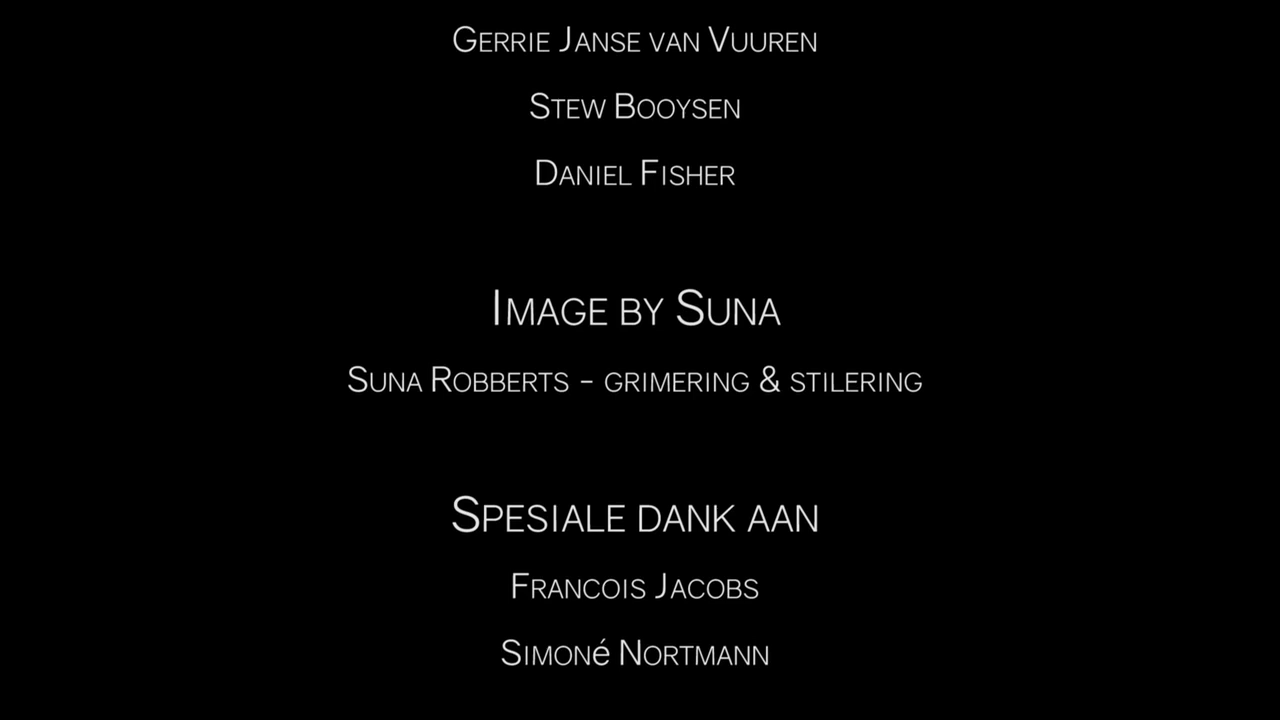 Gerrie Janse van Vuuren
Stew Booysen
Daniel Fisher
Image by Suna
Suna Robberts - grimering & stilering
Spesiale dank aan
Francois Jacobs
Simoné Nortmann